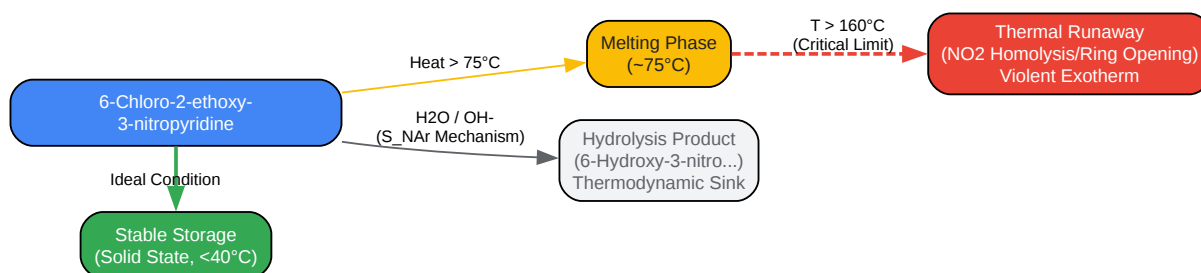 6-Chloro-2-ethoxy-
3-nitropyridine
Heat > 75°C
Melting Phase
(~75°C)
T > 160°C
(Critical Limit)
Thermal Runaway
(NO2 Homolysis/Ring Opening)
Violent Exotherm
H2O / OH-
(S_NAr Mechanism)
Hydrolysis Product
(6-Hydroxy-3-nitro...)
Thermodynamic Sink
Ideal Condition
Stable Storage
(Solid State, <40°C)